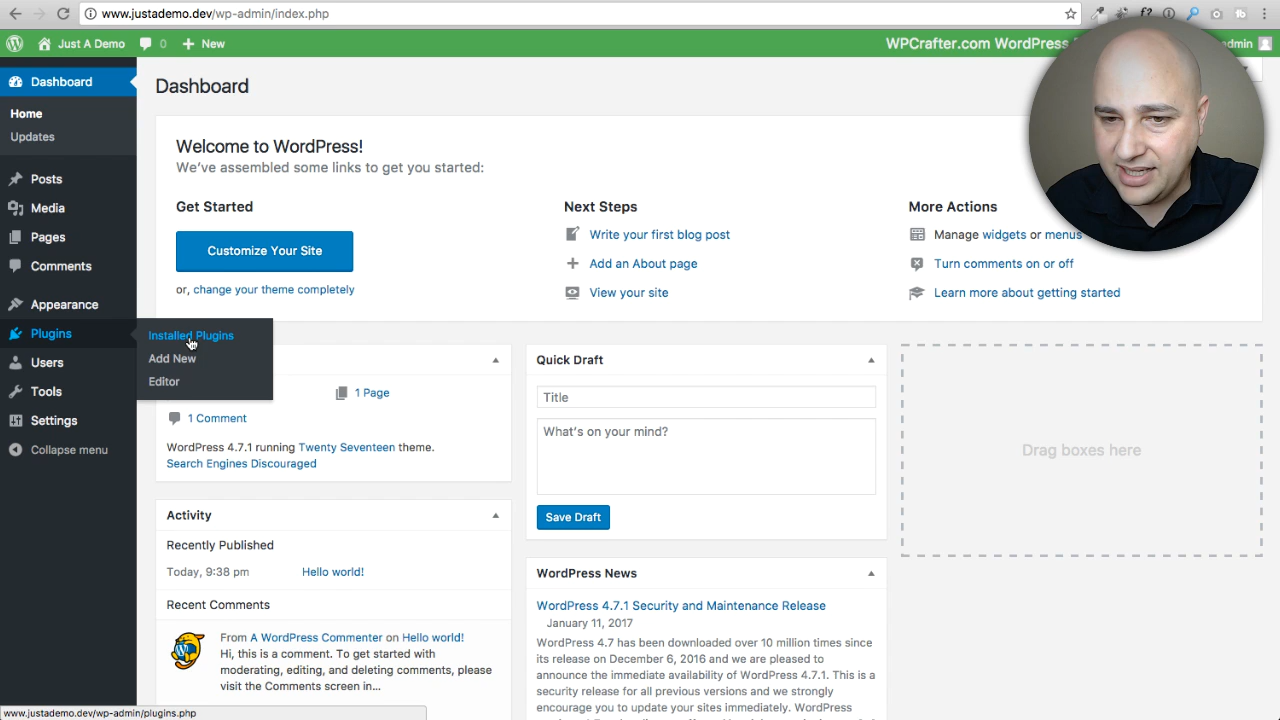 www.justademo.dev/wp-admin/index.php
f?
Just A Demo
0
New
WPCrafter.com WordPress
dmin
Dashboard
Home
Updates
Posts
Media
Pages
Comments
Appearance
Plugins
Users
Tools
Settings
Collapse menu
Installed Plugins
Add New
Editor
Dashboard
Welcome to WordPress!
We've assembled some links to get you started:
Get Started
Customize Your Site
or, change your theme completely
Next Steps
Write your first blog post
Add an About page
View your site
More Actions
Manage widgets or menus
Turn comments on or off
Learn more about getting started
1 Page
1 Comment
WordPress 4.7.1 running Twenty Seventeen theme.
Search Engines Discouraged
Activity
Recently Published
Today, 9:38 pm Hello world!
Recent Comments
From A WordPress Commenter on Hello world!
Hi, this is a comment. To get started with
moderating, editing, and deleting comments, please
visit the Comments screen in...
Quick Draft
Title
What's on your mind?
Save Draft
WordPress News
WordPress 4.7.1 Security and Maintenance Release
January 11, 2017
WordPress 4.7 has been downloaded over 10 million times since
its release on December 6, 2016 and we are pleased to
announce the immediate availability of WordPress 4.7.1. This is a
security release for all previous versions and we strongly
encourage you to update your sites immediately. WordPress
Drag boxes here
www.justademo.dev/wp-admin/plugins.php